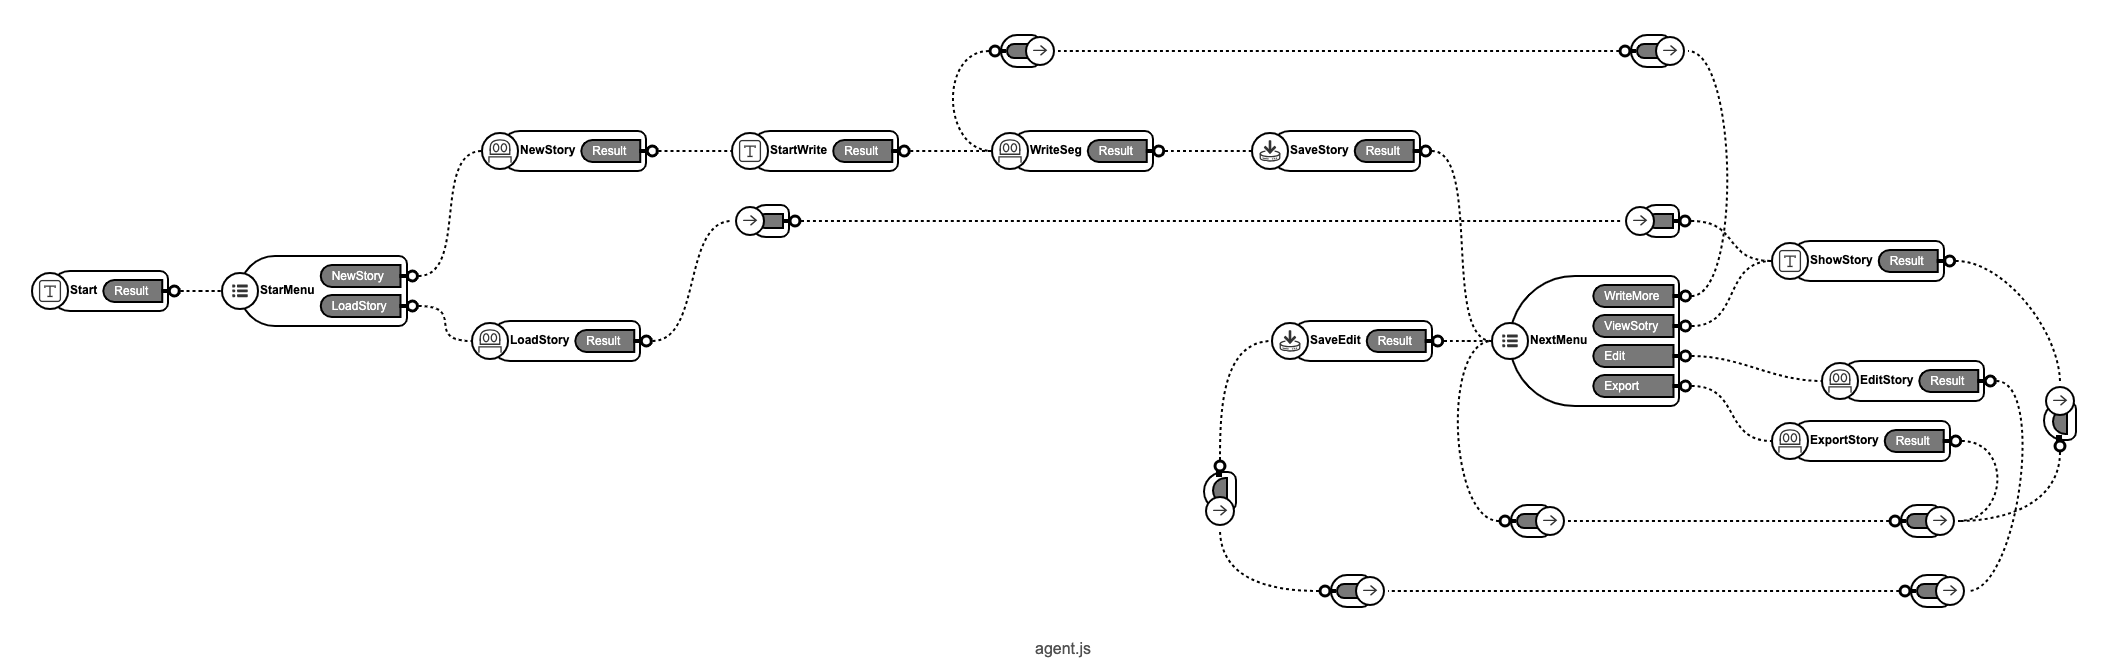 NewStory Result
StartWrite Result
WriteSeg Result
SaveStory Result
Start Result
StarMenu
NewStory
LoadStory
LoadStory Result
ShowStory Result
SaveEdit Result
NextMenu
WriteMore
ViewSotry
Edit
Export
EditStory Result
ExportStory Result
agent.js